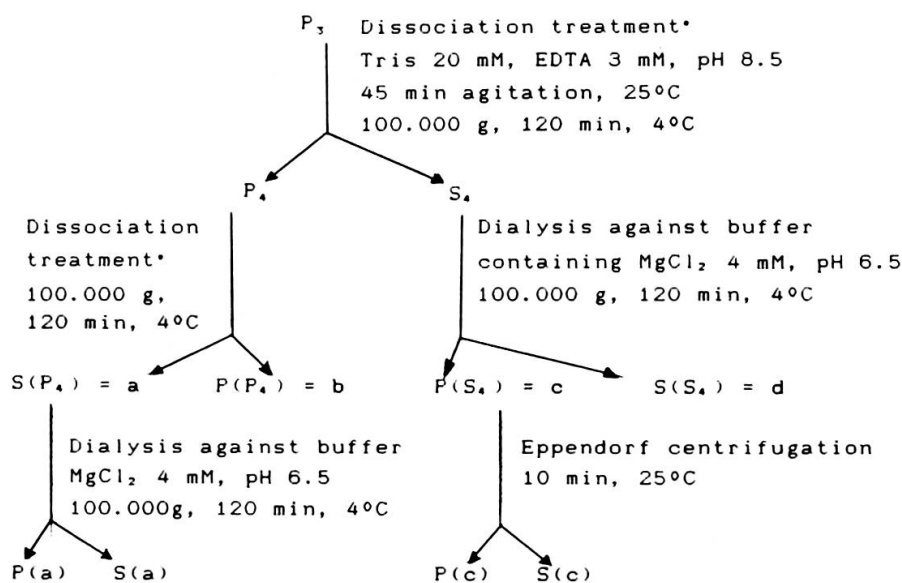 P₃
Dissociation treatment*
Tris 20 mM, EDTA 3 mM, pH 8.5
45 min agitation, 25°C
100.000 g, 120 min, 4°C
P₄
S₄
Dissociation
treatment*
100.000 g,
120 min, 4°C
Dialysis against buffer
containing MgCl₂ 4 mM, pH 6.5
100.000 g, 120 min, 4°C
S(P₄) = a
P(P₄) = b
P(S₄) = c
S(S₄) = d
Dialysis against buffer
MgCl₂ 4 mM, pH 6.5
100.000g, 120 min, 4°C
Eppendorf centrifugation
10 min, 25°C
P(a)
S(a)
P(c)
S(c)